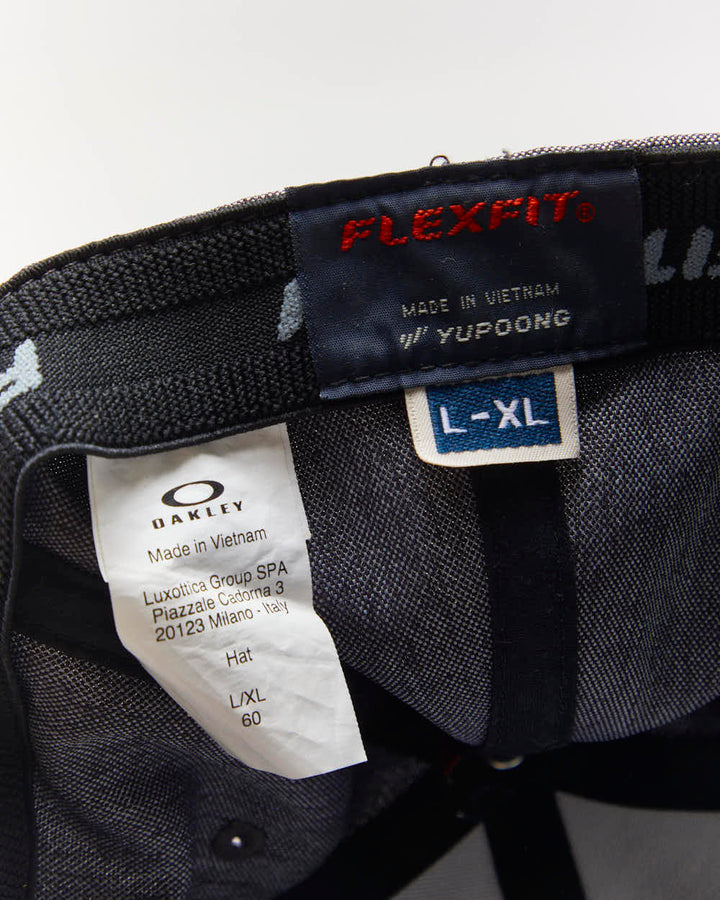 FLEXFIT®
MADE IN VIETNAM
YUPOONG
L-XL
OAKLEY
Made in Vietnam
Luxottica Group SPA
Piazzale Cadorna 3
20123 Milano - Italy
Hat
L/XL
60